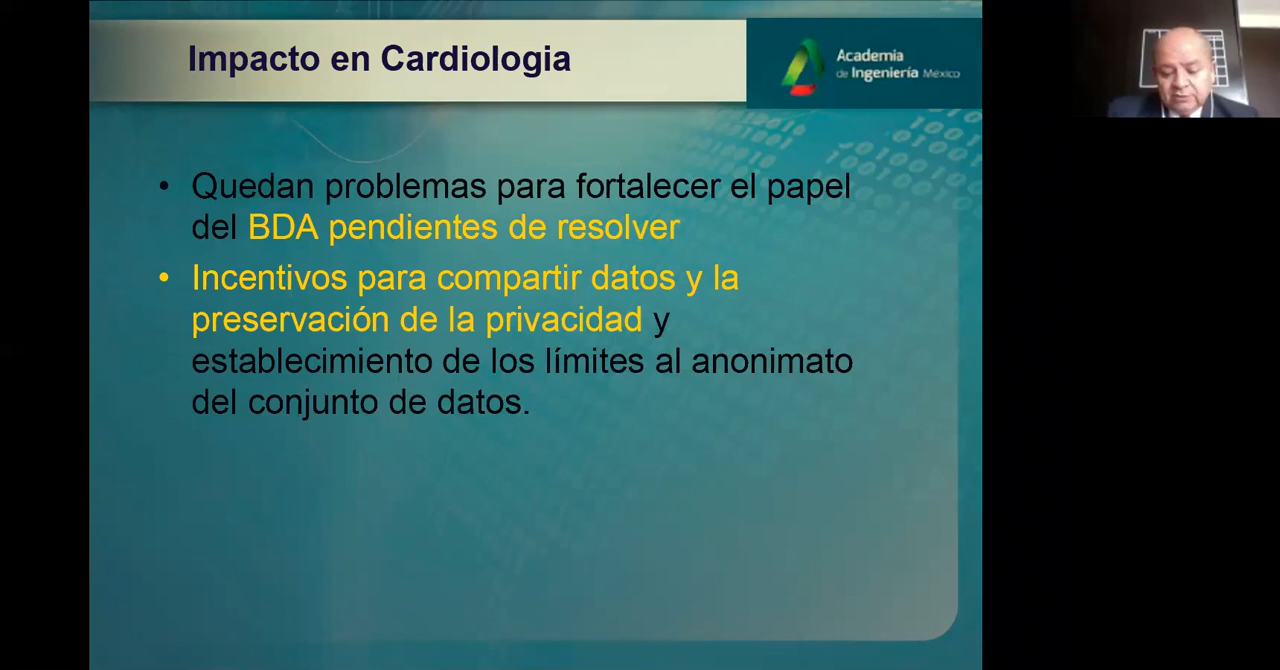 Impacto en Cardiologia
Academia
de Ingeniería México
• Quedan problemas para fortalecer el papel
del BDA pendientes de resolver
• Incentivos para compartir datos y la
preservación de la privacidad y
establecimiento de los límites al anonimato
del conjunto de datos.